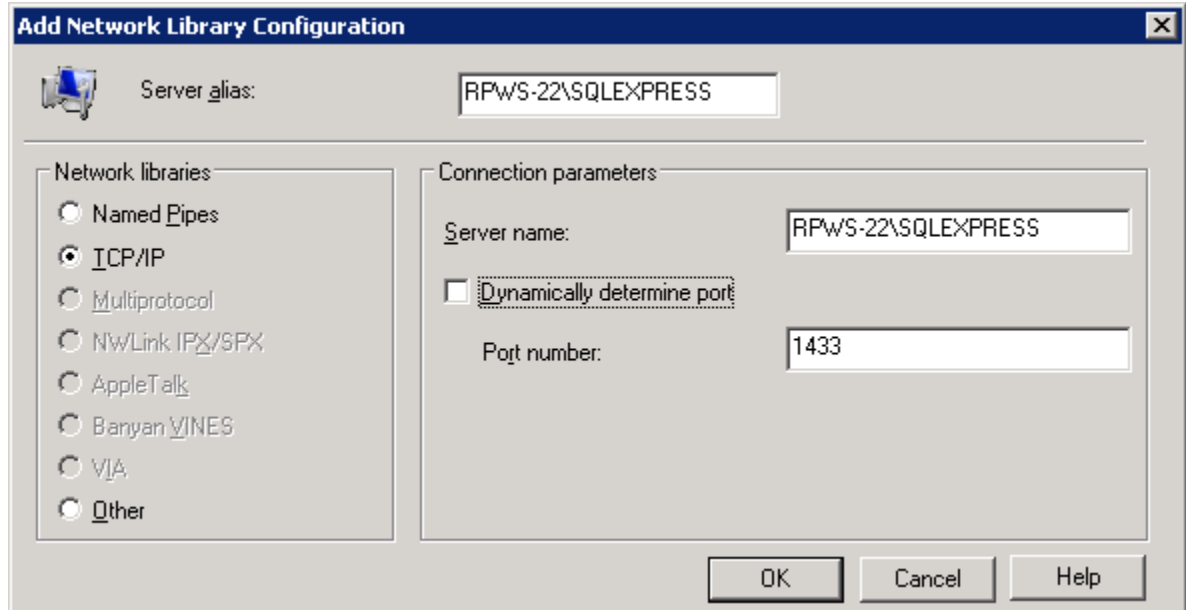 Add Network Library Configuration
Server alias: RPWS-22\SQLEXPRESS
Network libraries
Named Pipes
TCP/IP
Multiprotocol
NWLink IPX/SPX
AppleTalk
Banyan VINES
VIA
Other
Connection parameters
Server name: RPWS-22\SQLEXPRESS
Dynamically determine port
Port number: 1433
OK Cancel Help